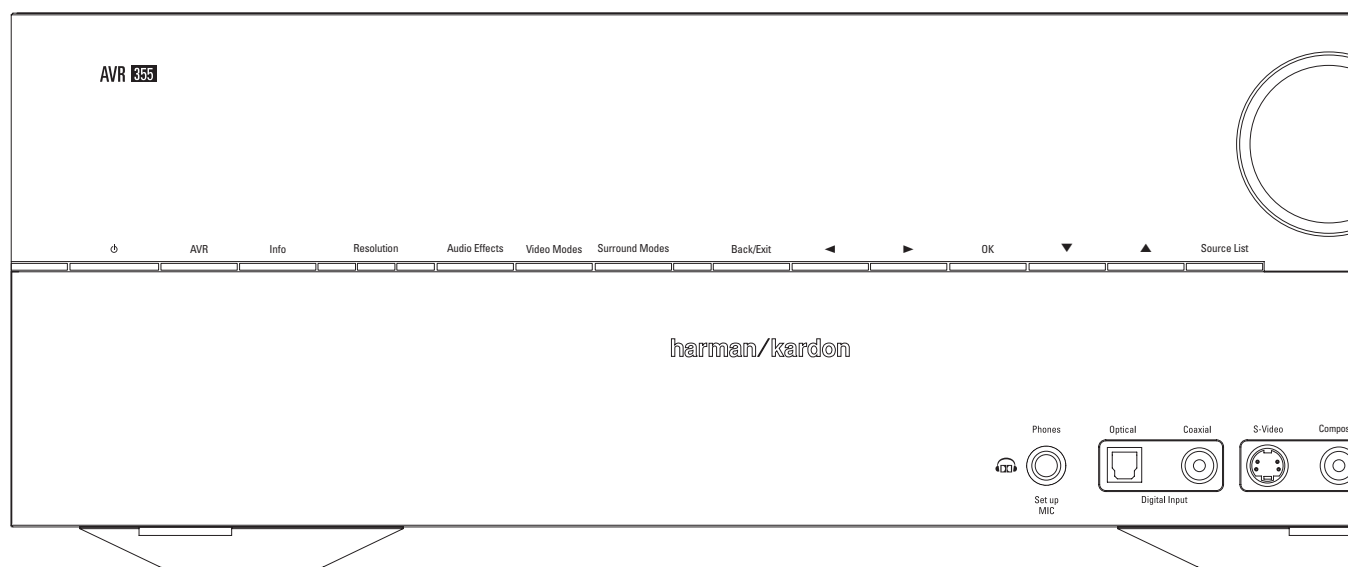 AVR 355
AVR Info Resolution Audio Effects Video Modes Surround Modes Back/Exit OK Source List
harman/kardon
Phones Optical Coaxial S-Video Compos
Set up Digital Input
MIC